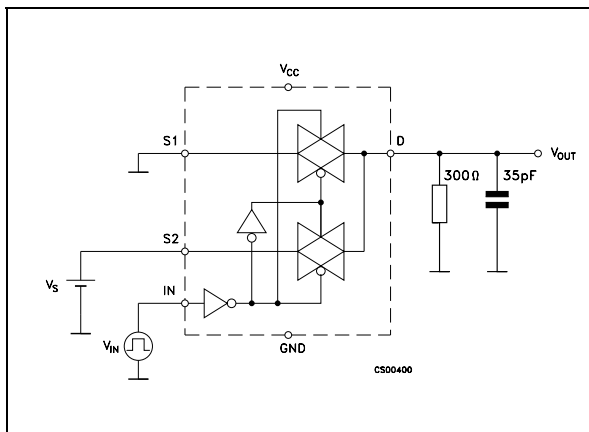 VCC
S1
D
VOUT
300Ω
35pF
S2
VS
IN
VIN
GND
CS00400